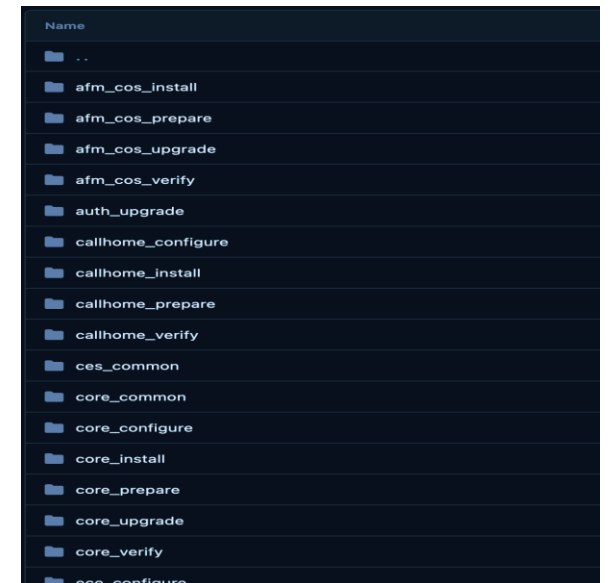 Name
..
afm_cos_install
afm_cos_prepare
afm_cos_upgrade
afm_cos_verify
auth_upgrade
callhome_configure
callhome_install
callhome_prepare
callhome_verify
ces_common
core_common
core_configure
core_install
core_prepare
core_upgrade
core_verify